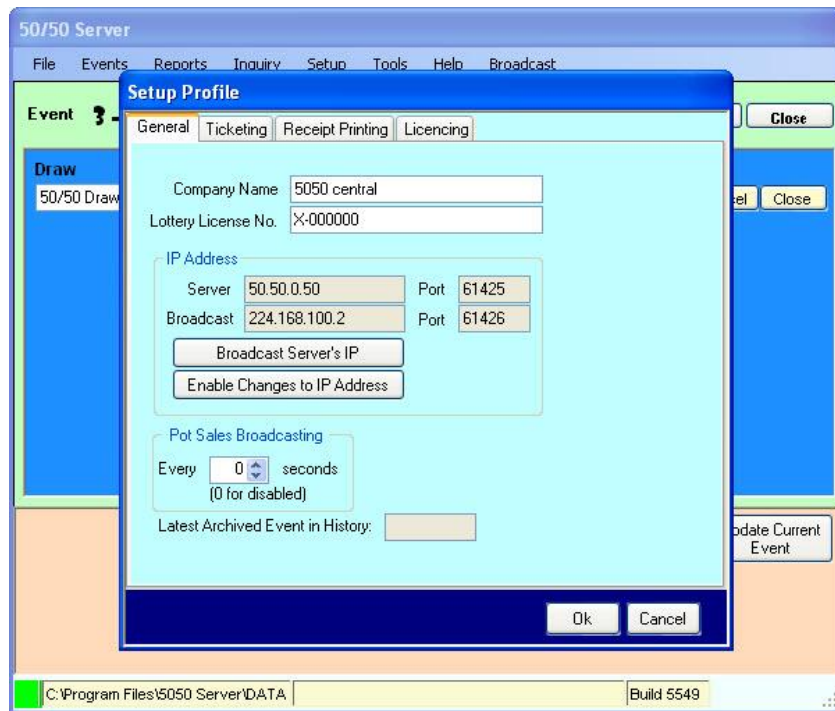 50/50 Server
File Events Reports Inquiry Setup Tools Help Broadcast
Setup Profile
Event
Close
General Ticketing Receipt Printing Licencing
Draw
50/50 Draw
Close
Company Name 5050 central
Lottery License No. X-000000
IP Address
Server 50.50.0.50 Port 61425
Broadcast 224.168.100.2 Port 61426
Broadcast Server's IP
Enable Changes to IP Address
Pot Sales Broadcasting
Every 0 seconds
(0 for disabled)
Latest Archived Event in History:
date Current
Event
Ok Cancel
C:\Program Files\5050 Server\DATA Build 5549